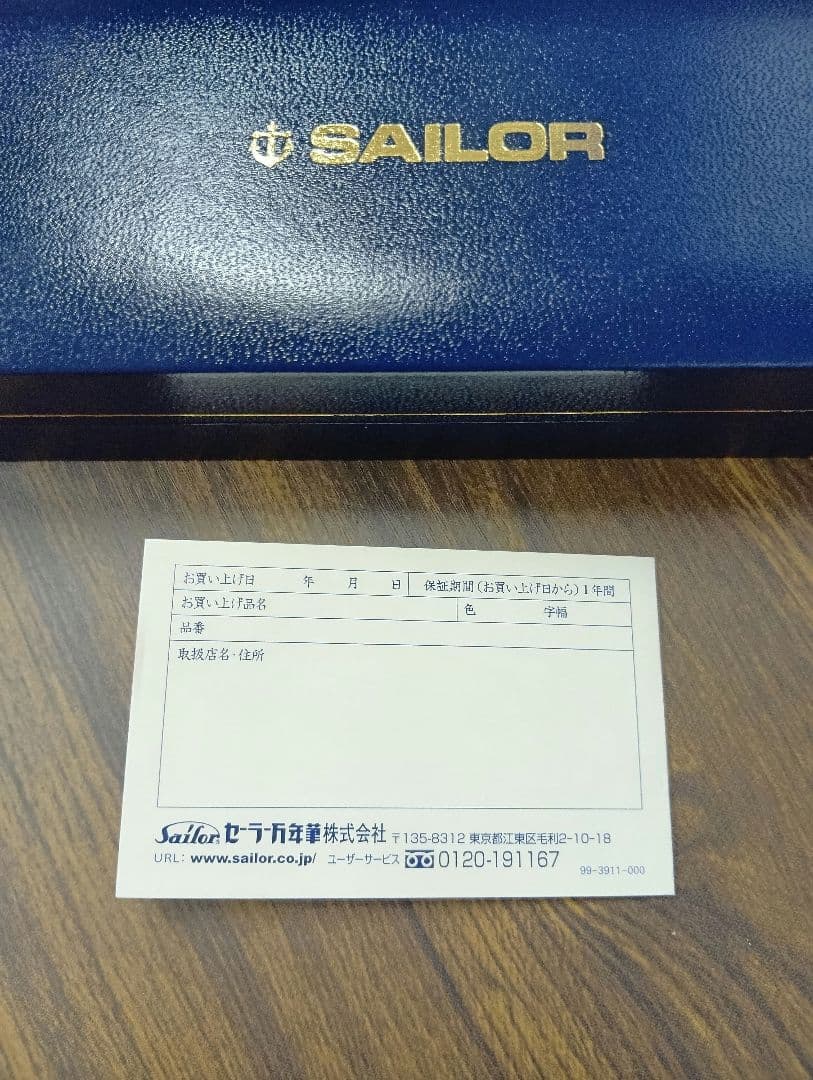 SAILOR
お買い上げ日 年 月 日 保証期間(お買い上げ日から)1年間
お買い上げ品名 色 字幅
品番
取扱店名・住所
Sailor セーラー万年筆株式会社 〒135-8312 東京都江東区毛利2-10-18
URL: www.sailor.co.jp/ ユーザーサービス 0120-191167
99-3911-000